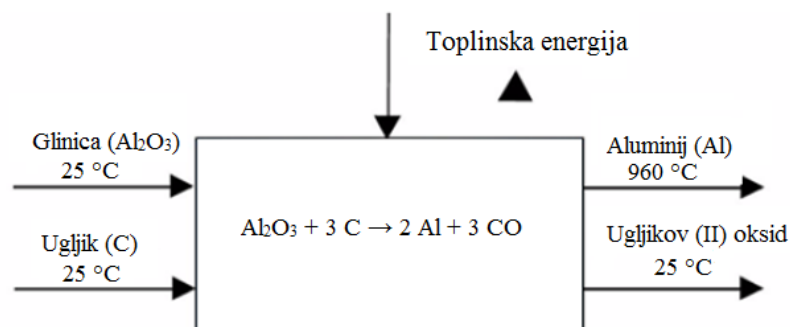 Toplinska energija
Glinica (Al₂O₃)
25 °C
Aluminij (Al)
960 °C
Al₂O₃ + 3 C → 2 Al + 3 CO
Ugljik (C)
25 °C
Ugljikov (II) oksid
25 °C